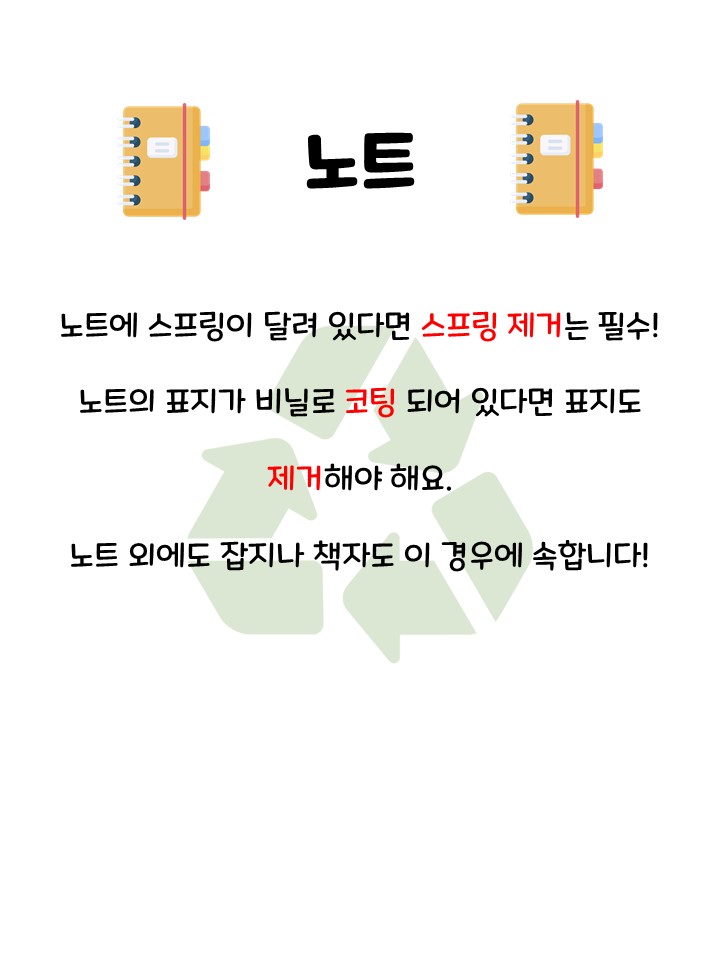 노트
노트에 스프링이 달려 있다면 스프링 제거는 필수!
노트의 표지가 비닐로 코팅 되어 있다면 표지도
제거해야 해요.
노트 외에도 잡지나 책자도 이 경우에 속합니다!